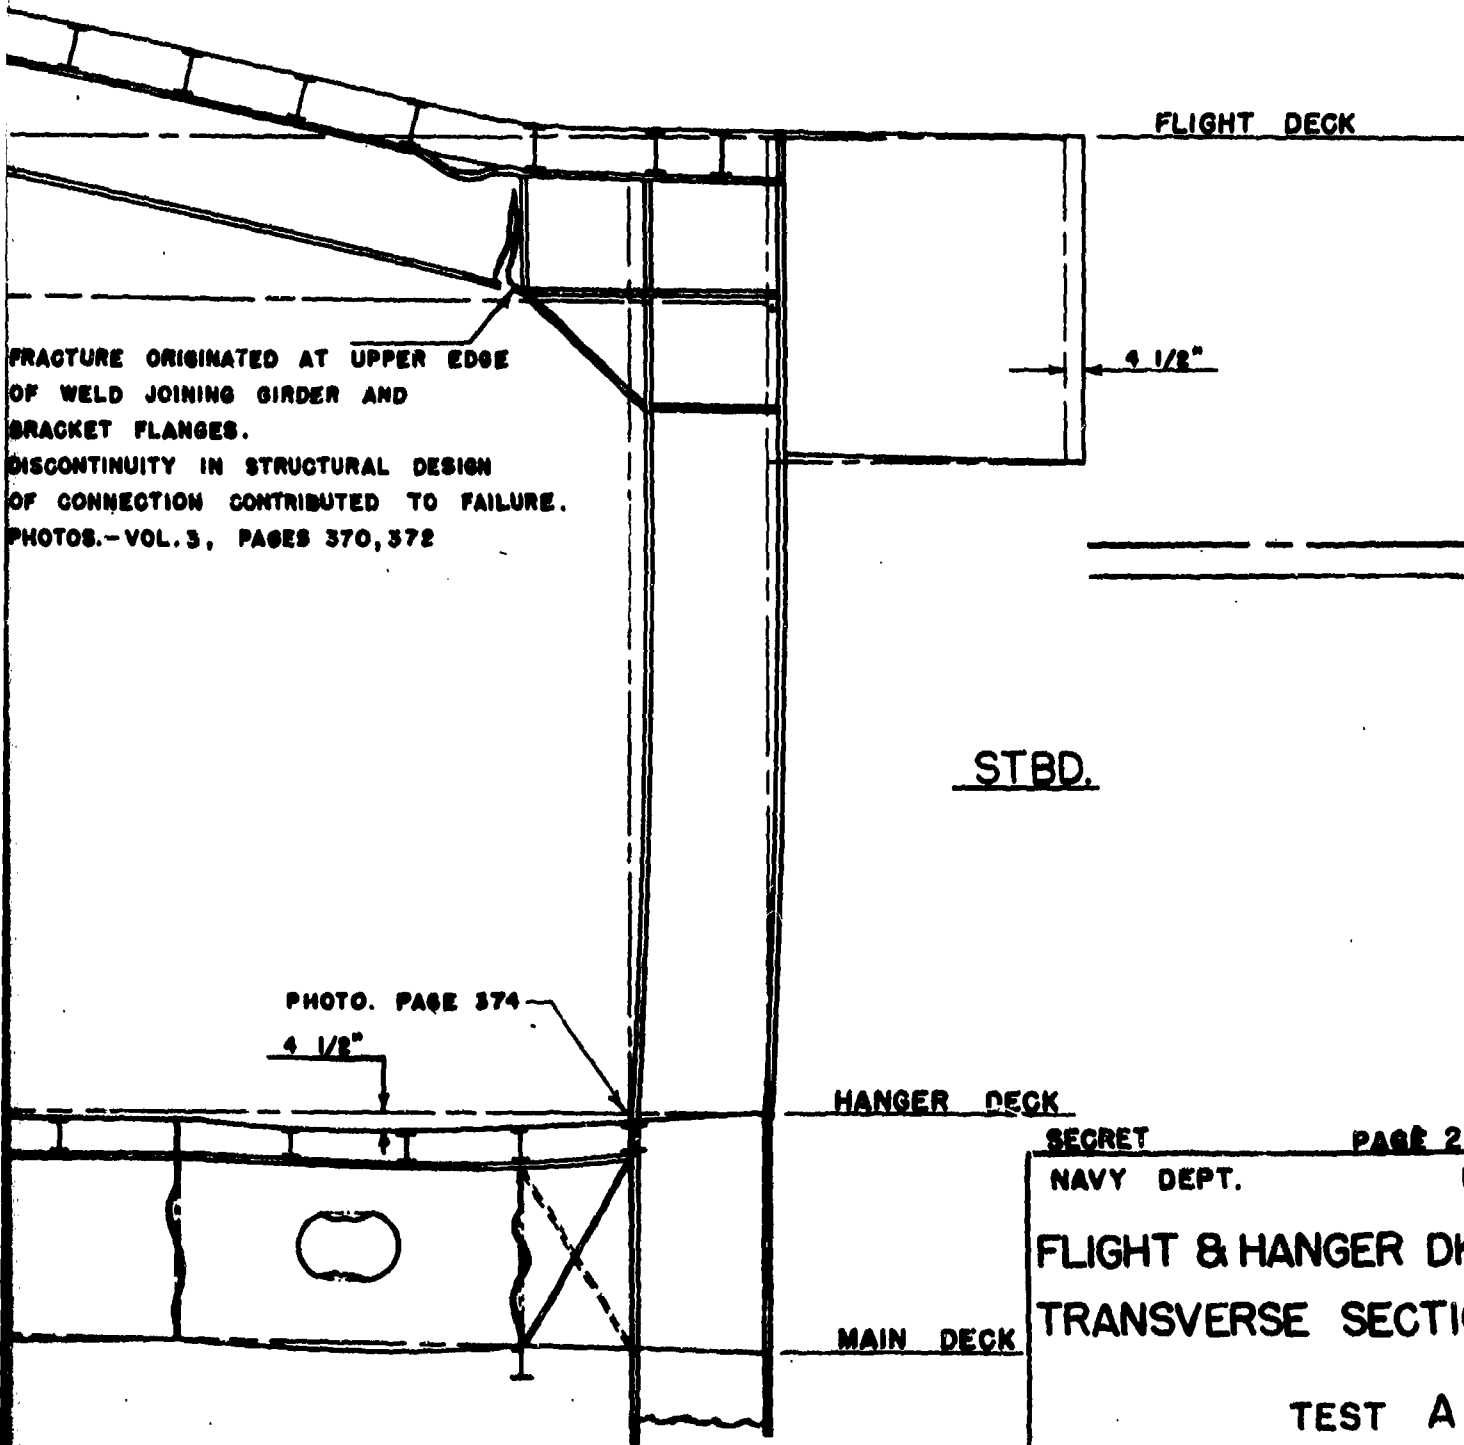 FLIGHT DECK
4 1/2"
FRACTURE ORIGINATED AT UPPER EDGE
OF WELD JOINING GIRDER AND
BRACKET FLANGES.
DISCONTINUITY IN STRUCTURAL DESIGN
OF CONNECTION CONTRIBUTED TO FAILURE.
PHOTOS.-VOL.3, PAGES 370,372
STBD.
PHOTO. PAGE 374
4 1/2"
HANGER DECK
SECRET PAGE 2
NAVY DEPT.
FLIGHT & HANGER DK
TRANSVERSE SECTIO
MAIN DECK
TEST A